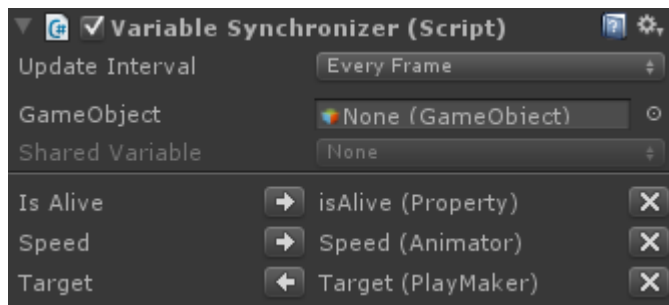 Variable Synchronizer (Script)
Update Interval Every Frame
GameObject None (GameObject)
Shared Variable None
Is Alive isAlive (Property)
Speed Speed (Animator)
Target Target (PlayMaker)